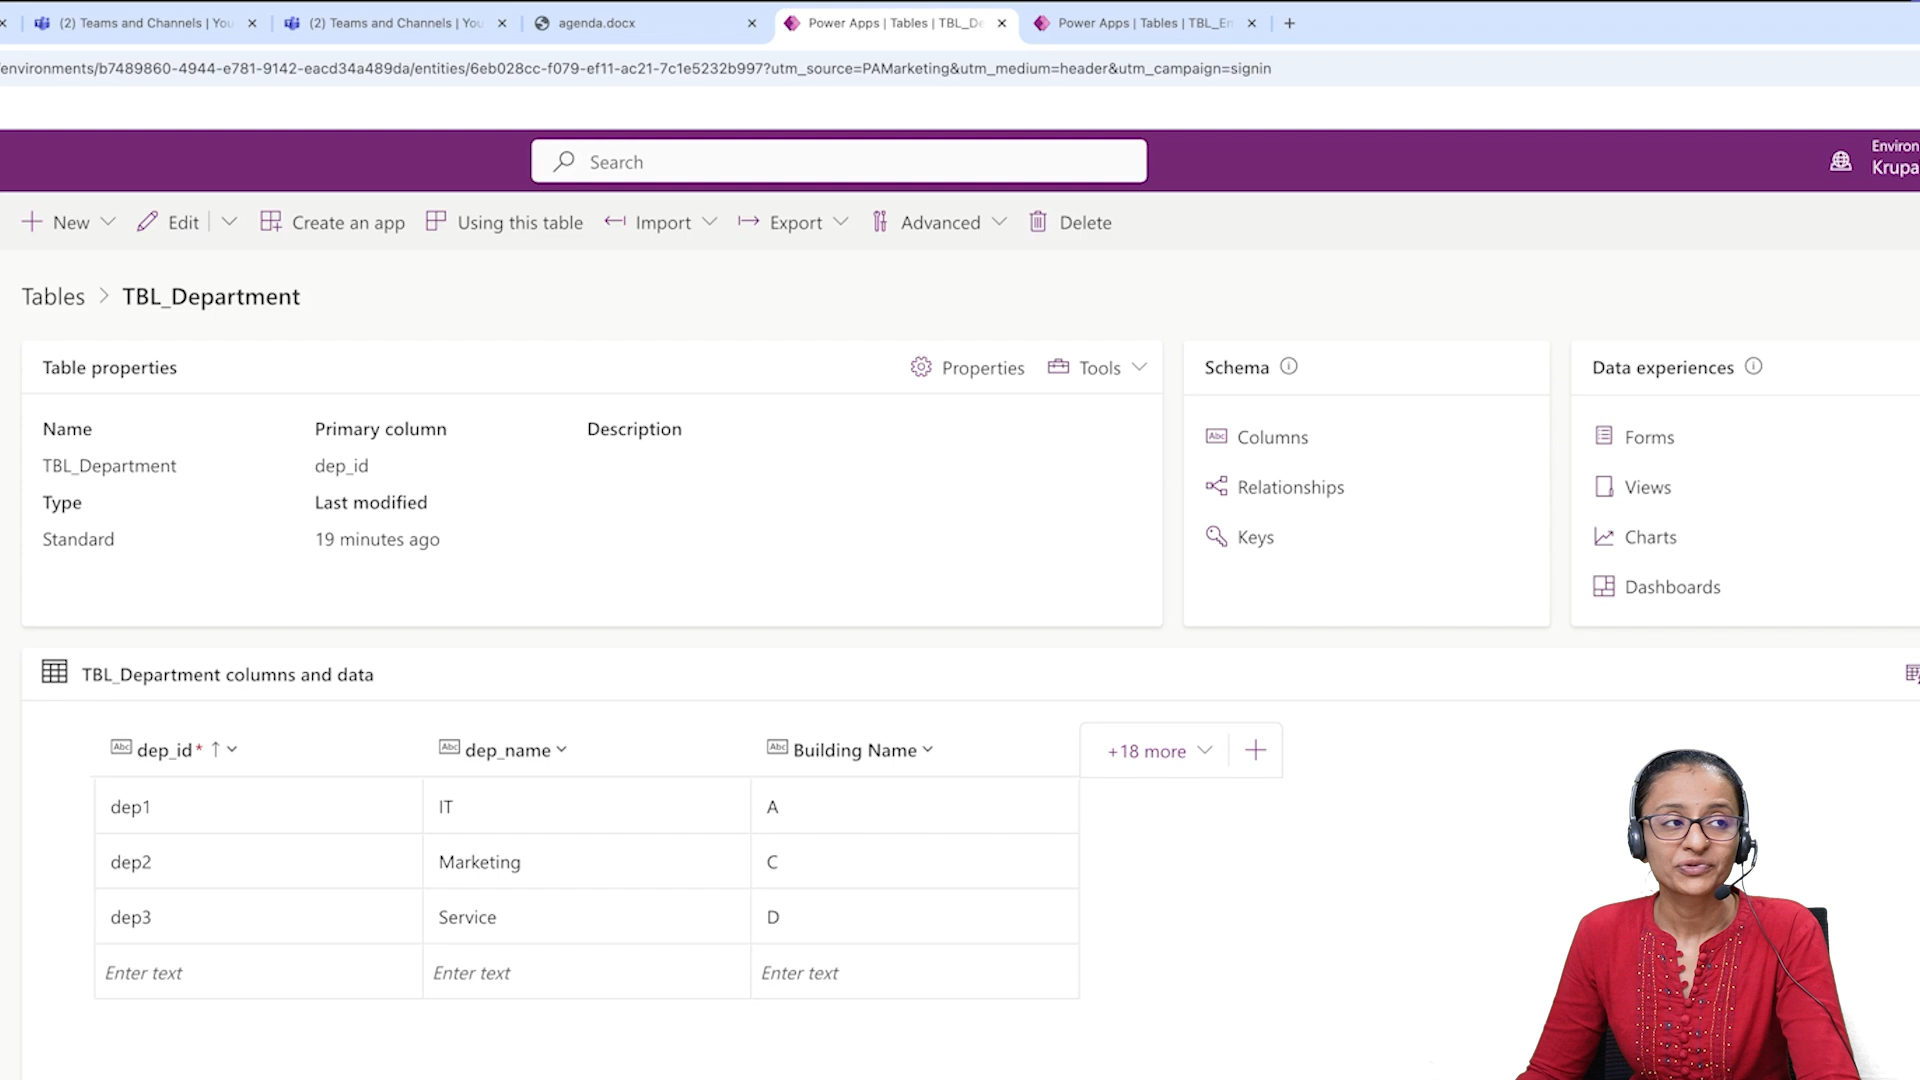 (2) Teams and Channels | You
(2) Teams and Channels | You
agenda.docx
Power Apps | Tables | TBL_De
Power Apps | Tables | TBL_En
environments/b7489860-4944-e781-9142-eacd34a489da/entities/6eb028cc-f079-ef11-ac21-7c1e5232b997?utm_source=PAMarketing&utm_medium=header&utm_campaign=signin
Search
Environ
Krupa
New
Edit
Create an app
Using this table
Import
Export
Advanced
Delete
Tables > TBL_Department
Table properties
Properties
Tools
Name
Primary column
Description
TBL_Department
dep_id
Type
Last modified
Standard
19 minutes ago
Schema
Columns
Relationships
Keys
Data experiences
Forms
Views
Charts
Dashboards
TBL_Department columns and data
Abc dep_id*
Abc dep_name
Abc Building Name
+18 more
dep1 IT A
dep2 Marketing C
dep3 Service D
Enter text Enter text Enter text